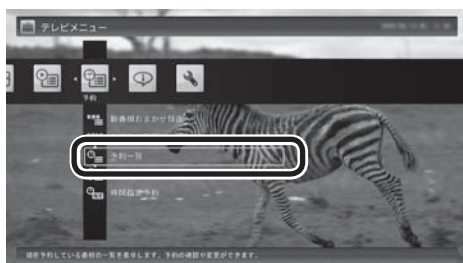 テレビメニュー
予約
新番組おまかせ録画
予約一覧
時間指定予約
現在予約している番組の一覧を表示します。予約の確認や変更ができます。